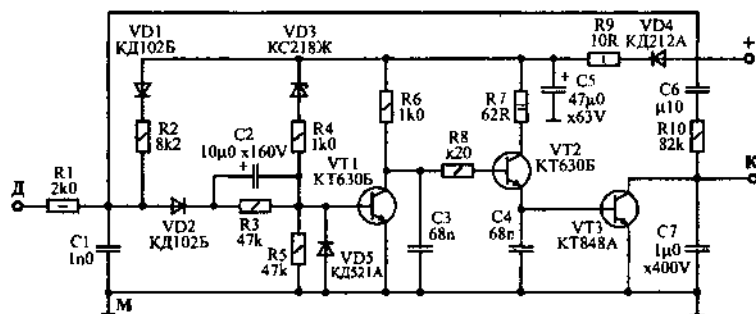 VD1
КД102Б
VD3
КС218Ж
R9
10R
VD4
КД212А
+
R2
8k2
C2
10μ0 x160V
+
R4
1k0
R6
1k0
R7
62R
+
C5
47μ0
x63V
C6
μ10
R10
82k
R8
k20
VT1
КТ630Б
VT2
КТ630Б
К
Д
R1
2k0
VD2
КД102Б
R3
47k
R5
47k
VD5
КД521А
C3
68n
C4
68n
VT3
КТ848А
C7
1μ0
x400V
C1
1n0
М